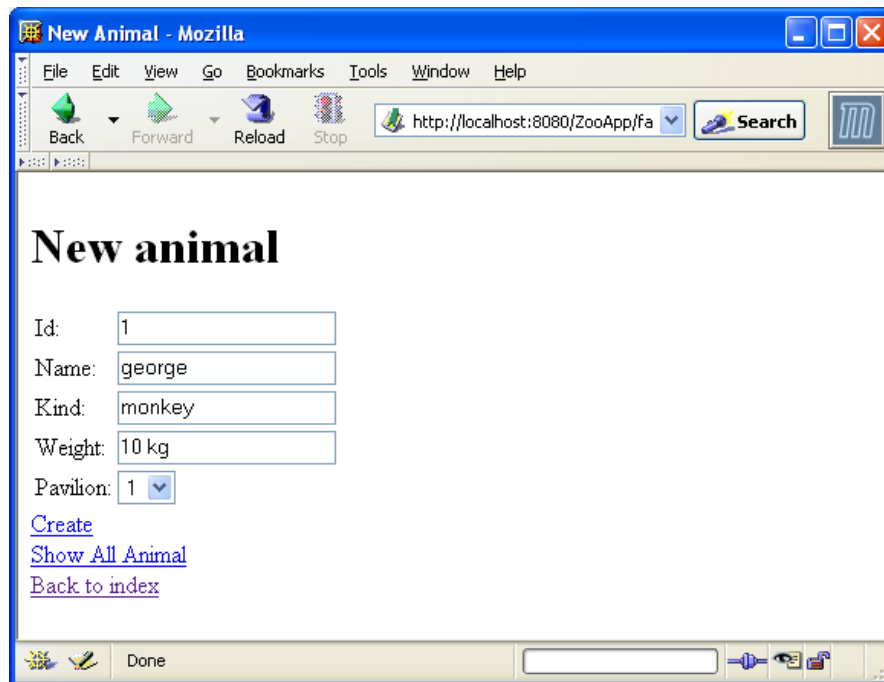 New Animal - Mozilla
File Edit View Go Bookmarks Tools Window Help
Back Forward Reload Stop http://localhost:8080/ZooApp/fa Search
New animal
Id: 1
Name: george
Kind: monkey
Weight: 10 kg
Pavilion: 1
Create
Show All Animal
Back to index
Done